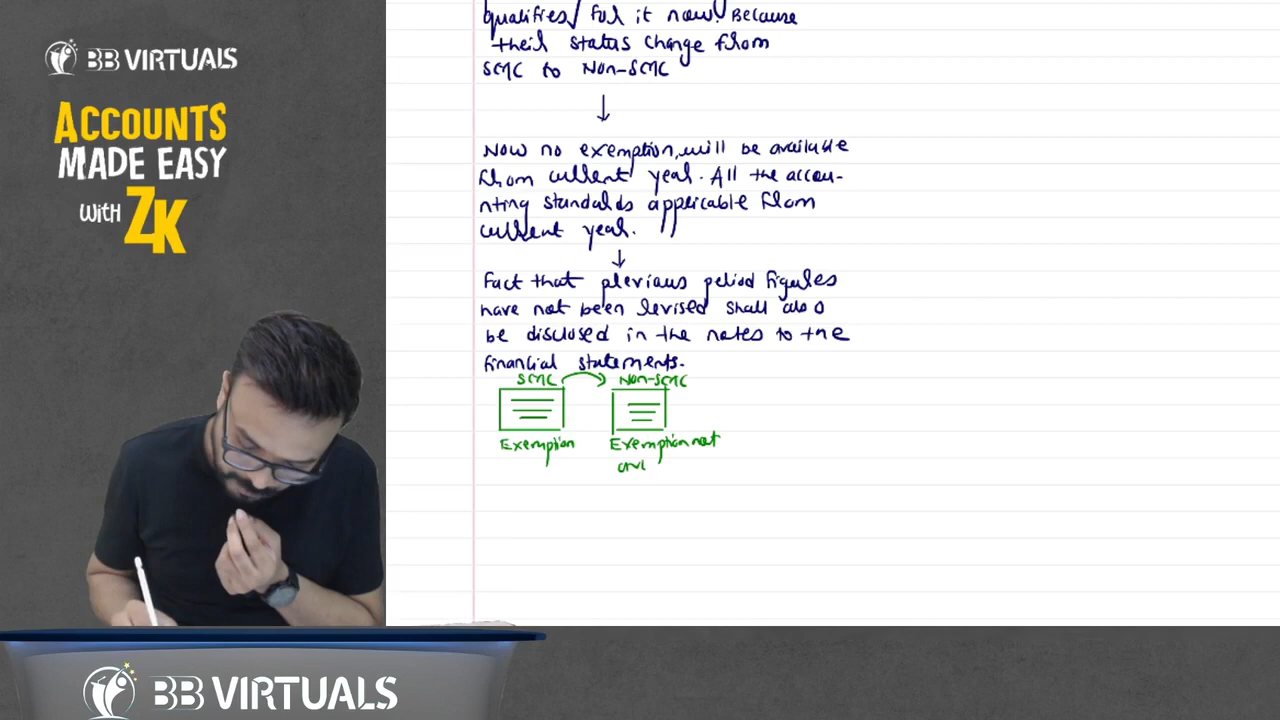 BB VIRTUALS
ACCOUNTS
MADE EASY
WITH ZK
qualifies for it now. Because
their status change from
SMC to Non-SMC
↓
Now no exemption, will be available
from current year. All the accou-
nting standards applicable from
current year.
↓
Fact that previous period figures
have not been revised shall also
be disclosed in the notes to the
financial statements.
SMC → Non-SMC
Exemption Exemption not
avl
BB VIRTUALS